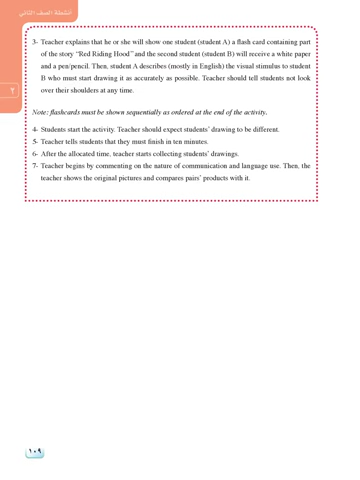 أنشطة الصف الثاني
٢
3- Teacher explains that he or she will show one student (student A) a flash card containing part
of the story “Red Riding Hood” and the second student (student B) will receive a white paper
and a pen/pencil. Then, student A describes (mostly in English) the visual stimulus to student
B who must start drawing it as accurately as possible. Teacher should tell students not look
over their shoulders at any time.
Note: flashcards must be shown sequentially as ordered at the end of the activity.
4- Students start the activity. Teacher should expect students’ drawing to be different.
5- Teacher tells students that they must finish in ten minutes.
6- After the allocated time, teacher starts collecting students’ drawings.
7- Teacher begins by commenting on the nature of communication and language use. Then, the
teacher shows the original pictures and compares pairs’ products with it.
١٠٩